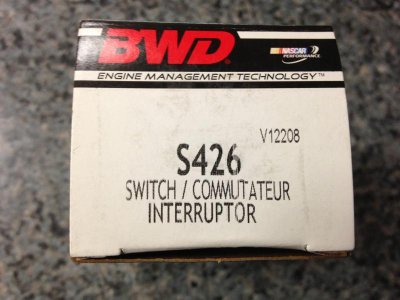 BWD
NASCAR
PERFORMANCE
ENGINE MANAGEMENT TECHNOLOGY™
V12208
S426
SWITCH / COMMUTATEUR
INTERRUPTOR